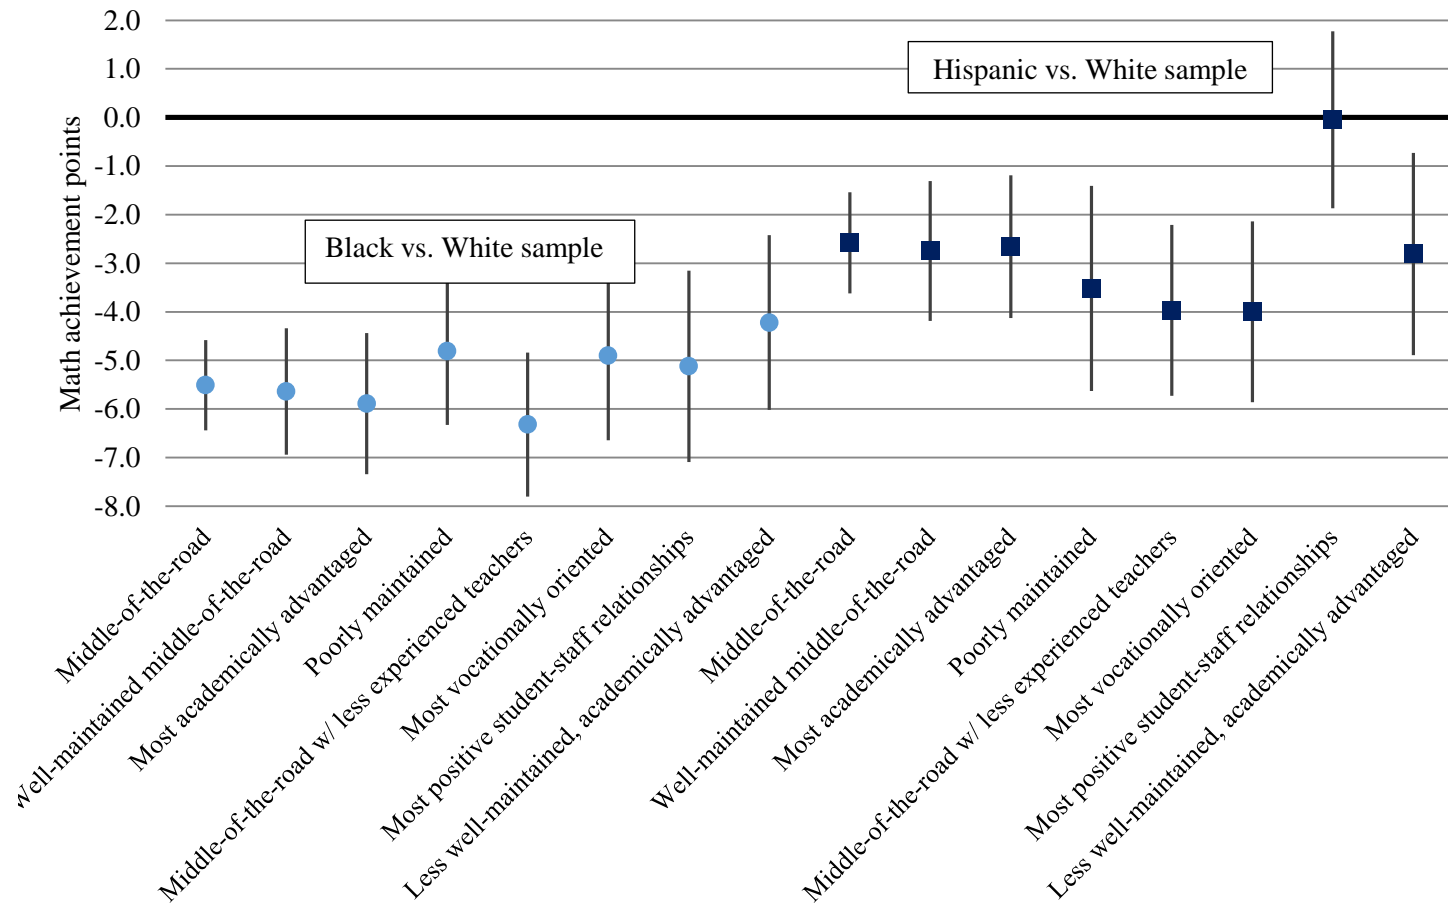 2.0
1.0
0.0
-1.0
-2.0
-3.0
-4.0
-5.0
-6.0
-7.0
-8.0
Math achievement points
Hispanic vs. White sample
Black vs. White sample
Middle-of-the-road
Well-maintained middle-of-the-road
Most academically advantaged
Poorly maintained
Middle-of-the-road w/ less experienced teachers
Most vocationally oriented
Most positive student-staff relationships
Less well-maintained, academically advantaged
Middle-of-the-road
Well-maintained middle-of-the-road
Most academically advantaged
Poorly maintained
Middle-of-the-road w/ less experienced teachers
Most vocationally oriented
Most positive student-staff relationships
Less well-maintained, academically advantaged